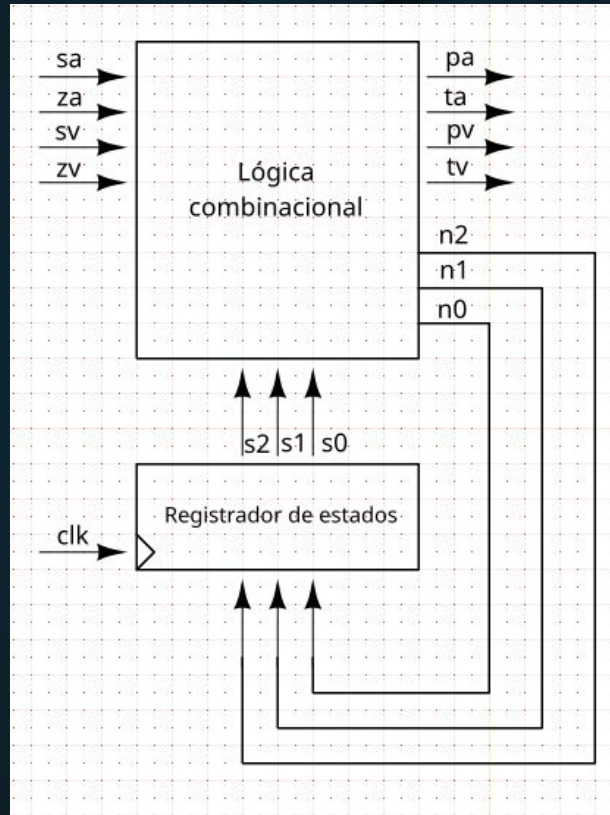 sa
za
sv
zv
Lógica
combinacional
pa
ta
pv
tv
n2
n1
n0
s2 s1 s0
Registrador de estados
clk